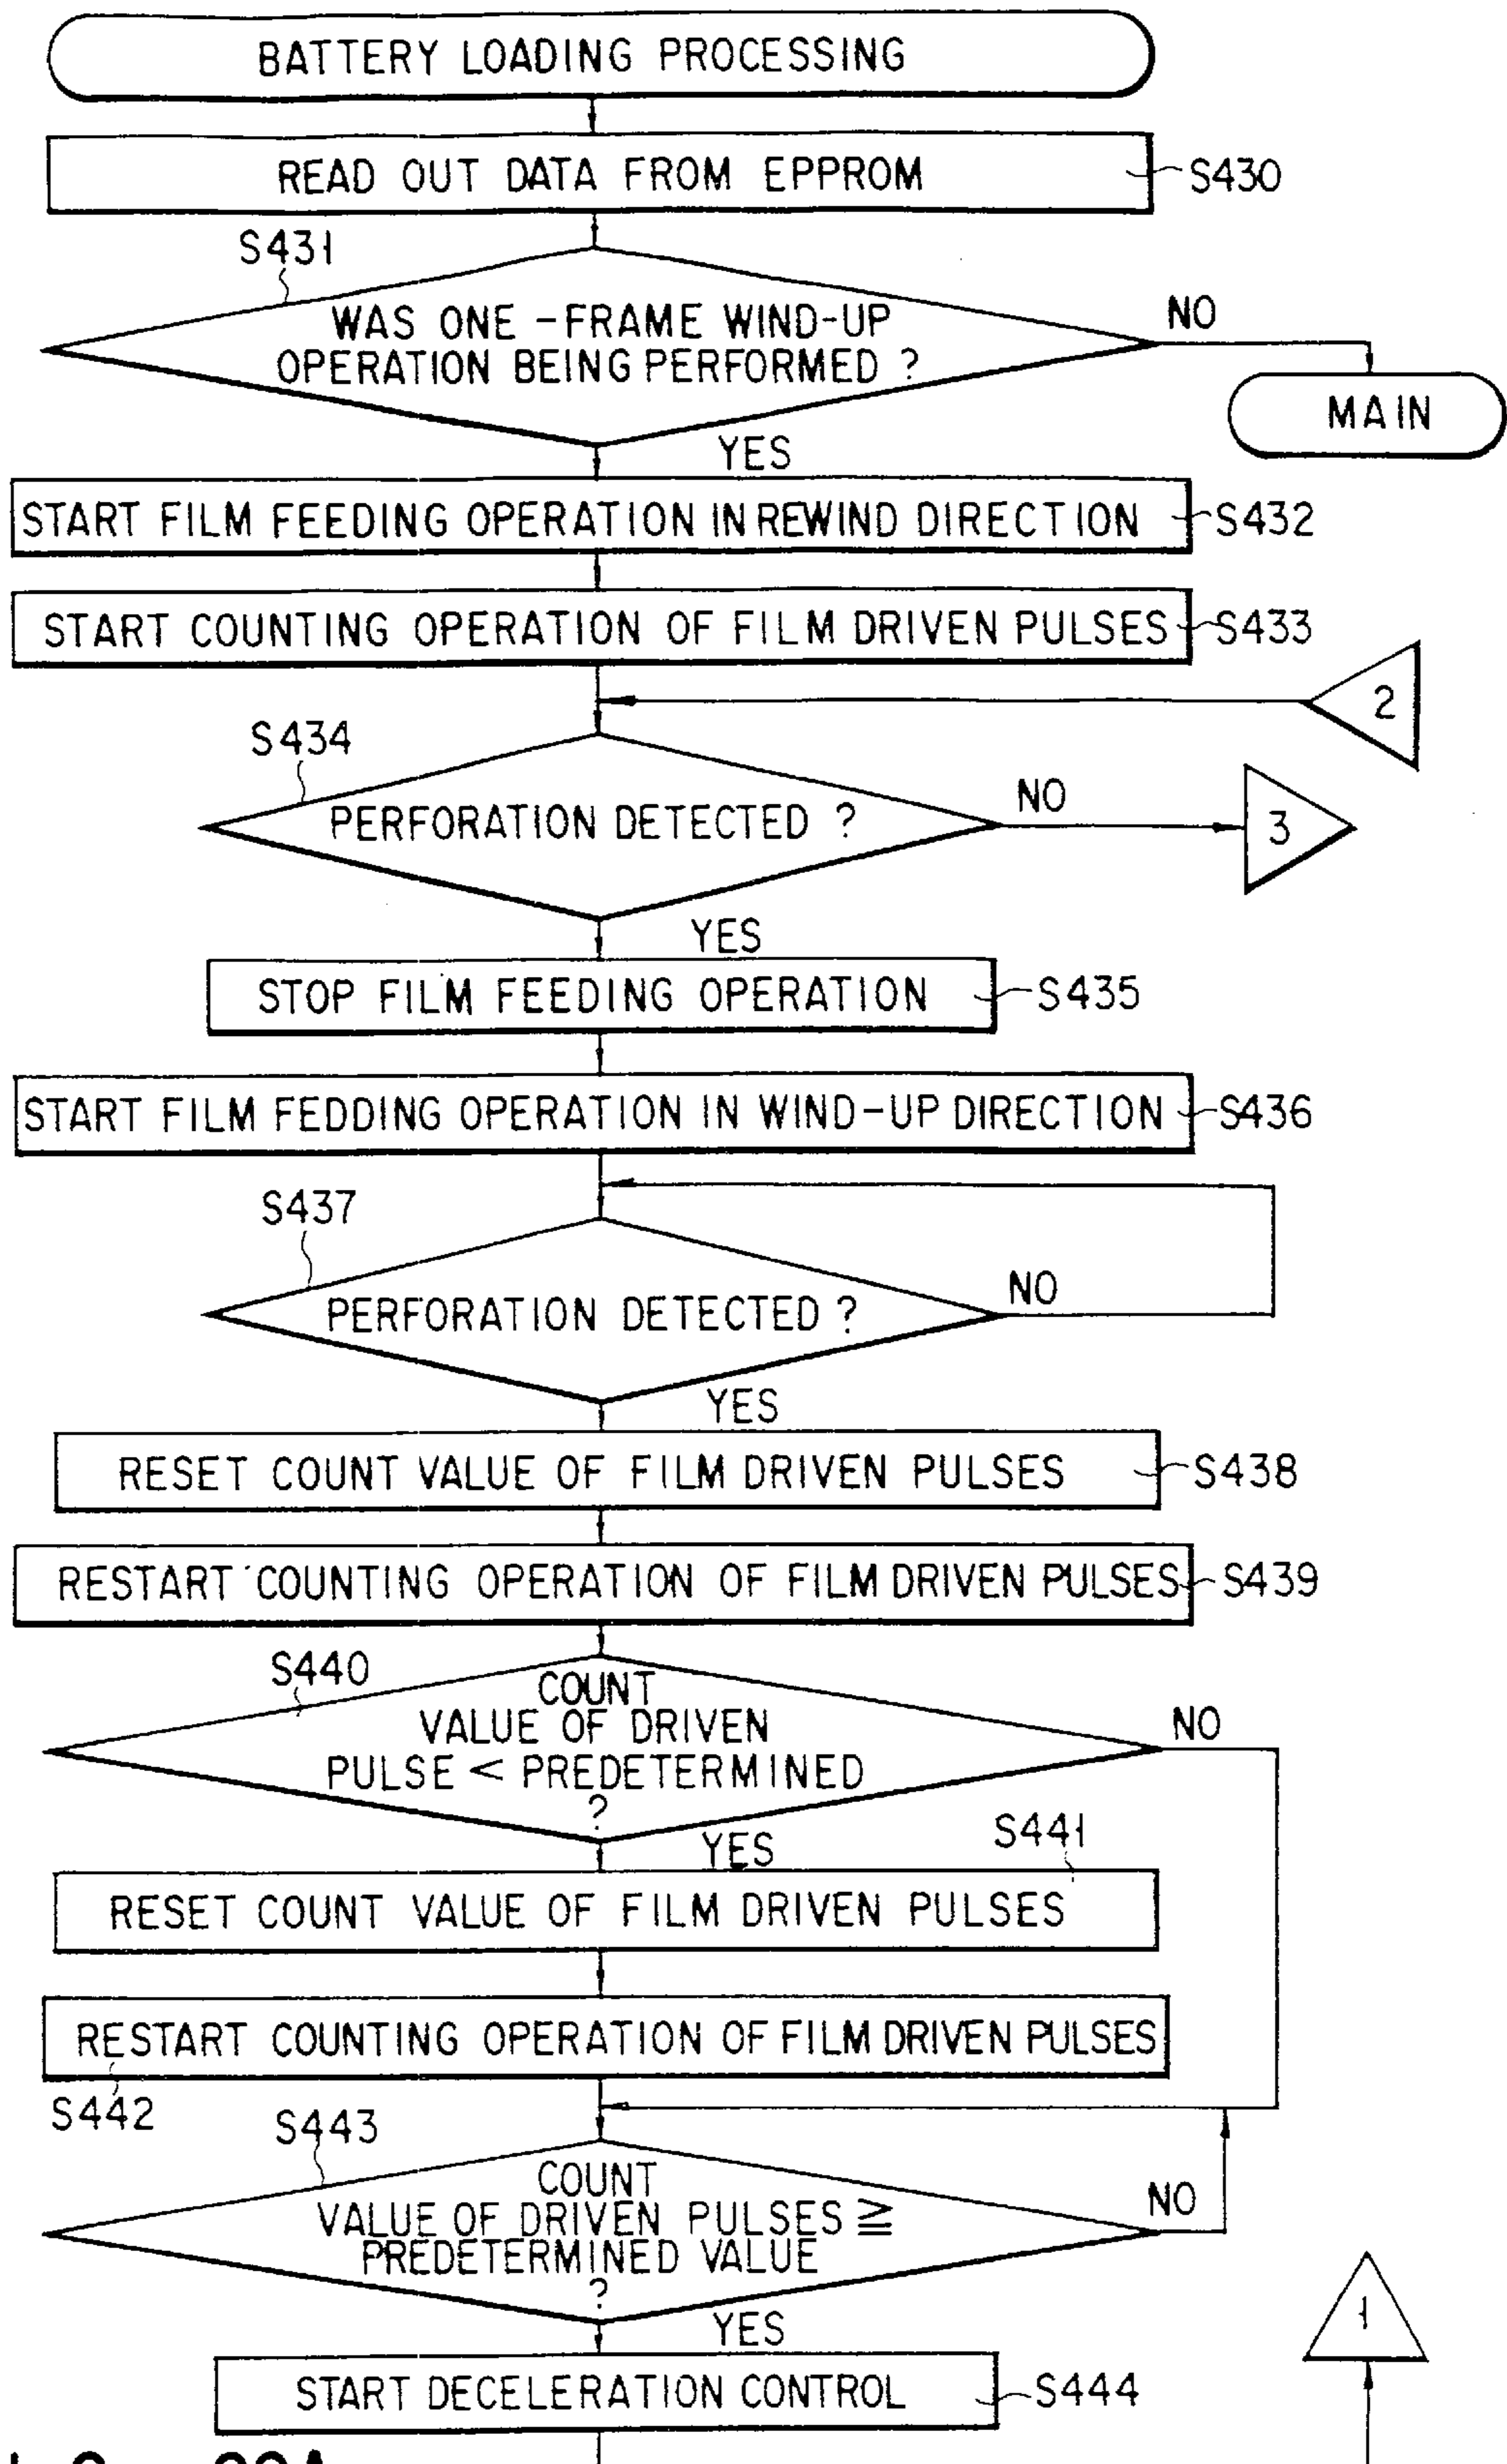 BATTERY LOADING PROCESSING
READ OUT DATA FROM EPPROM
S430
S431
WAS ONE-FRAME WIND-UP
OPERATION BEING PERFORMED ?
NO
MAIN
YES
START FILM FEEDING OPERATION IN REWIND DIRECTION
S432
START COUNTING OPERATION OF FILM DRIVEN PULSES
S433
2
S434
PERFORATION DETECTED ?
NO
3
YES
STOP FILM FEEDING OPERATION
S435
START FILM FEDDING OPERATION IN WIND-UP DIRECTION
S436
S437
PERFORATION DETECTED ?
NO
YES
RESET COUNT VALUE OF FILM DRIVEN PULSES
S438
RESTART COUNTING OPERATION OF FILM DRIVEN PULSES
S439
S440
COUNT
VALUE OF DRIVEN
PULSE < PREDETERMINED
?
NO
YES
S441
RESET COUNT VALUE OF FILM DRIVEN PULSES
RESTART COUNTING OPERATION OF FILM DRIVEN PULSES
S442
S443
COUNT
VALUE OF DRIVEN PULSES ≧
PREDETERMINED VALUE
?
NO
YES
1
START DECELERATION CONTROL
S444